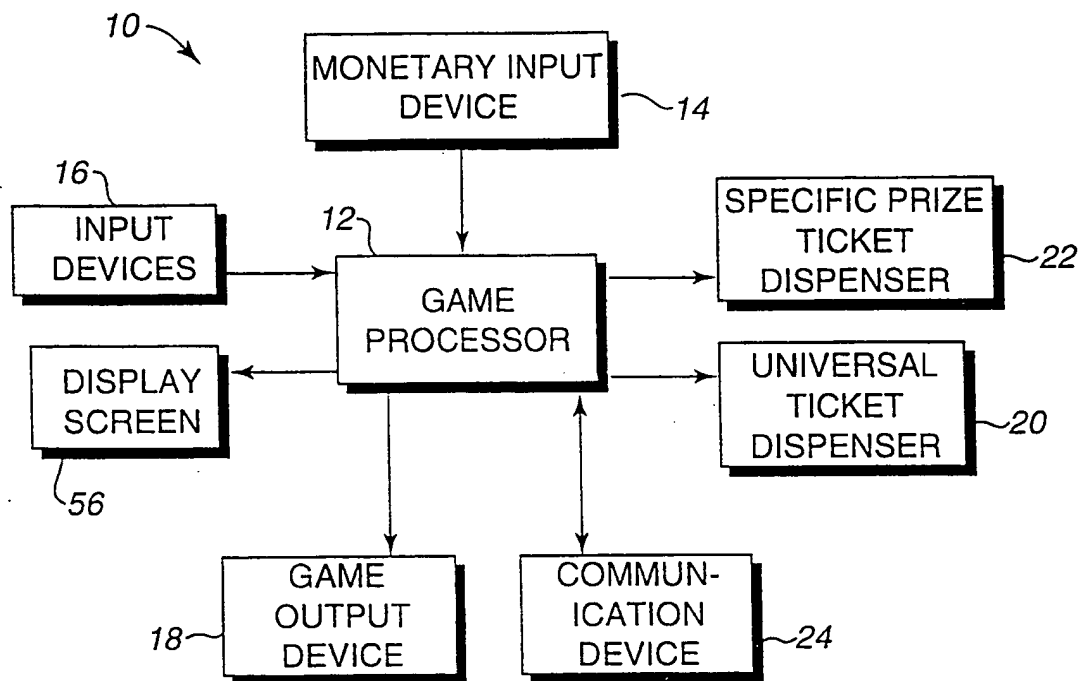 10
MONETARY INPUT
DEVICE
14
16
INPUT
DEVICES
12
GAME
PROCESSOR
SPECIFIC PRIZE
TICKET
DISPENSER
22
DISPLAY
SCREEN
56
UNIVERSAL
TICKET
DISPENSER
20
GAME
OUTPUT
DEVICE
18
COMMUN-
ICATION
DEVICE
24